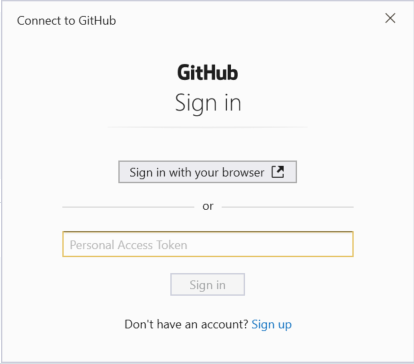 Connect to GitHub
GitHub
Sign in
Sign in with your browser
or
Personal Access Token
Sign in
Don't have an account? Sign up